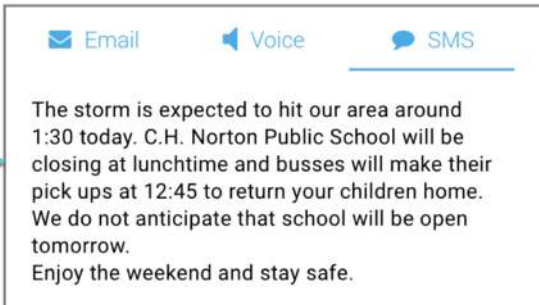 Email Voice SMS
The storm is expected to hit our area around
1:30 today. C.H. Norton Public School will be
closing at lunchtime and busses will make their
pick ups at 12:45 to return your children home.
We do not anticipate that school will be open
tomorrow.
Enjoy the weekend and stay safe.